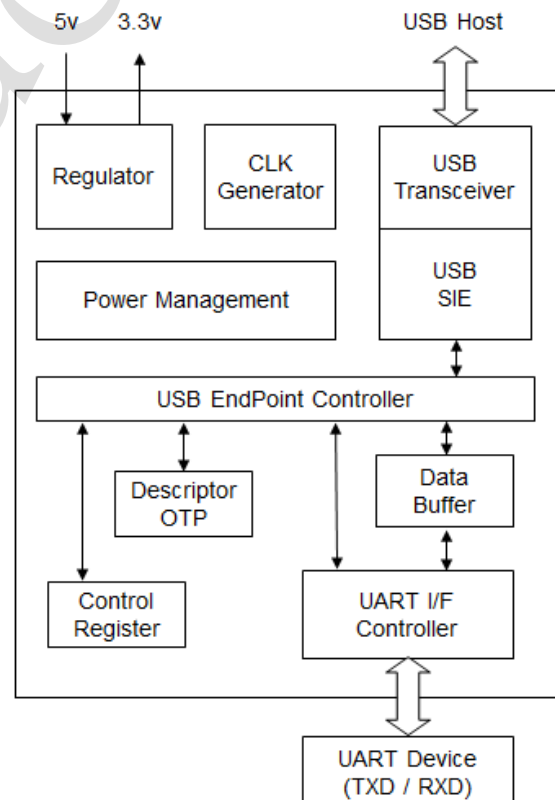 5v 3.3v USB Host
Regulator
CLK
Generator
USB
Transceiver
USB
SIE
Power Management
USB EndPoint Controller
Descriptor
OTP
Data
Buffer
Control
Register
UART I/F
Controller
UART Device
(TXD / RXD)